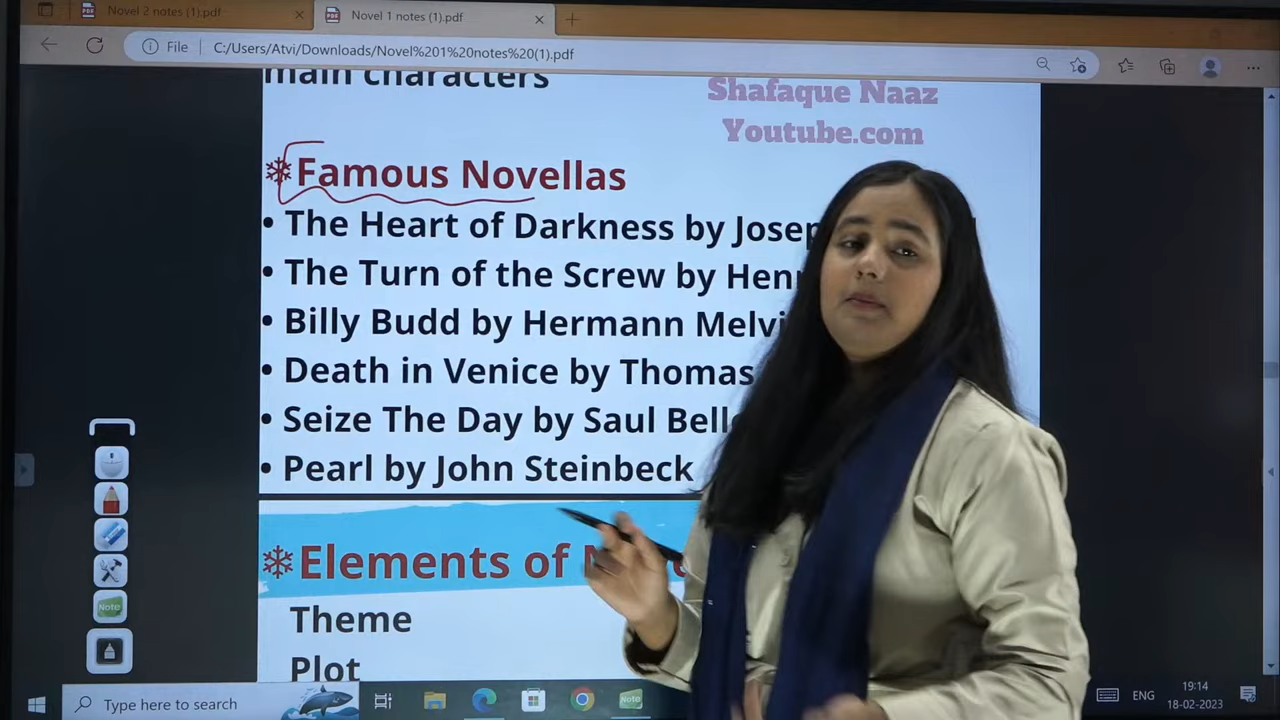 Novel 2 notes (1).pdf
Novel 1 notes (1).pdf
File
C:/Users/Atvi/Downloads/Novel%201%20notes%20(1).pdf
main characters
Shafaque Naaz
Youtube.com
Famous Novellas
• The Heart of Darkness by Josep
• The Turn of the Screw by Hen
• Billy Budd by Hermann Melvi
• Death in Venice by Thomas
• Seize The Day by Saul Bell
• Pearl by John Steinbeck
Elements of
Theme
Plot
Note
Type here to search
Note
ENG
19:14
18-02-2023